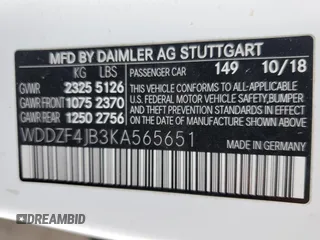 MFD BY DAIMLER AG STUTTGART
KG LBS
GVWR 2325 5126
GAWR FRONT 1075 2370
GAWR REAR 1250 2756
PASSENGER CAR 149 10/18
THIS VEHICLE CONFORMS TO ALL APPLICABLE
U.S. FEDERAL MOTOR VEHICLE SAFETY,
BUMPER, AND THEFT PREVENTION STANDARDS
IN EFFECT ON THE DATE OF
MANUFACTURE SHOWN ABOVE.
WDDZF4JB3KA565651
MADE IN GERMANY
DREAMBID